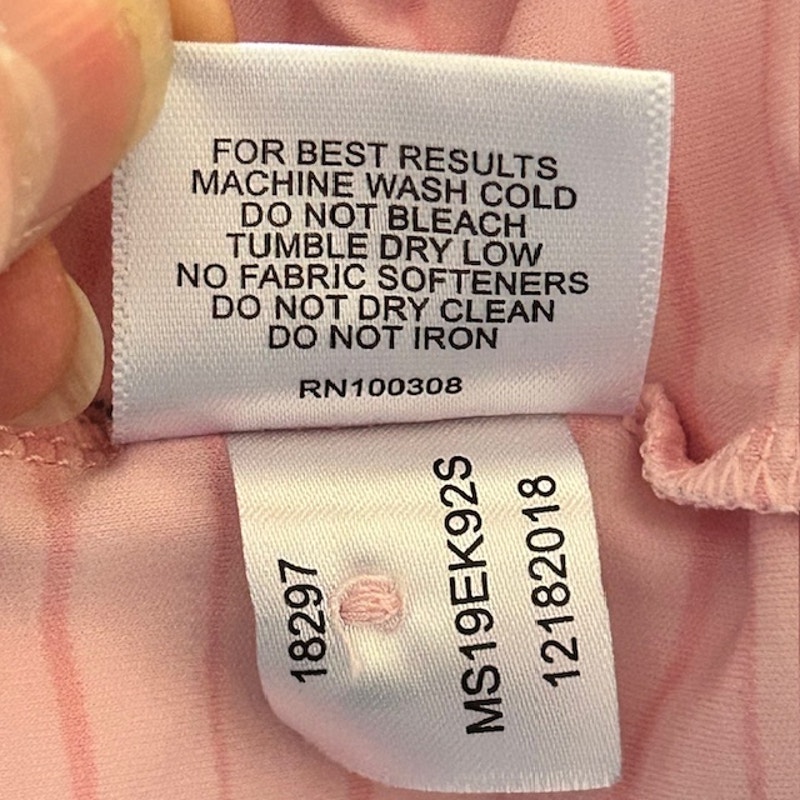 FOR BEST RESULTS
MACHINE WASH COLD
DO NOT BLEACH
TUMBLE DRY LOW
NO FABRIC SOFTENERS
DO NOT DRY CLEAN
DO NOT IRON
RN100308
18297
MS19EK92S
12182018